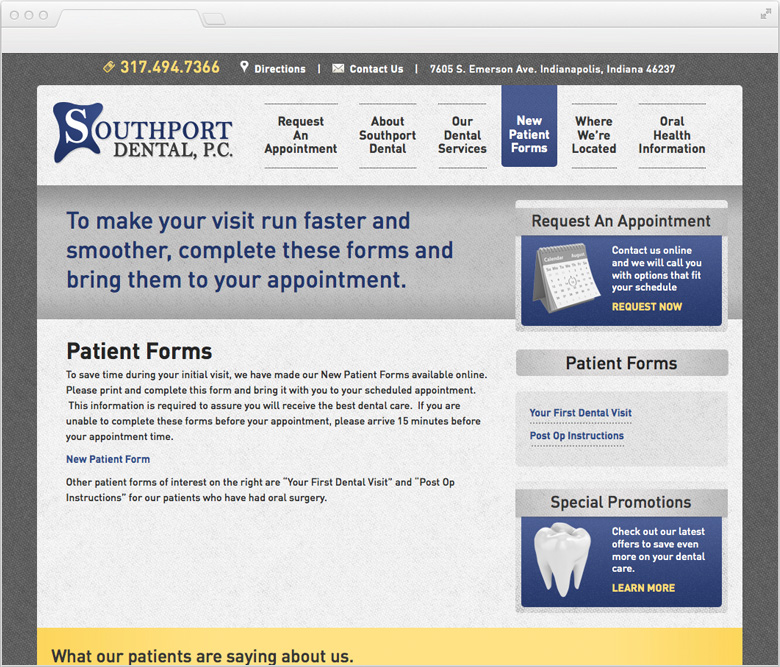 317.494.7366 Directions | Contact Us | 7605 S. Emerson Ave. Indianapolis, Indiana 46237
SOUTHPORT
DENTAL, P.C.
Request
An
Appointment
About
Southport
Dental
Our
Dental
Services
New
Patient
Forms
Where
We're
Located
Oral
Health
Information
To make your visit run faster and
smoother, complete these forms and
bring them to your appointment.
Patient Forms
To save time during your initial visit, we have made our New Patient Forms available online.
Please print and complete this form and bring it with you to your scheduled appointment.
This information is required to assure you will receive the best dental care. If you are
unable to complete these forms before your appointment, please arrive 15 minutes before
your appointment time.
New Patient Form
Other patient forms of interest on the right are "Your First Dental Visit" and "Post Op
Instructions" for our patients who have had oral surgery.
Request An Appointment
Calendar August
Contact us online
and we will call you
with options that fit
your schedule
REQUEST NOW
Patient Forms
Your First Dental Visit
Post Op Instructions
Special Promotions
Check out our latest
offers to save even
more on your dental
care.
LEARN MORE
What our patients are saying about us.